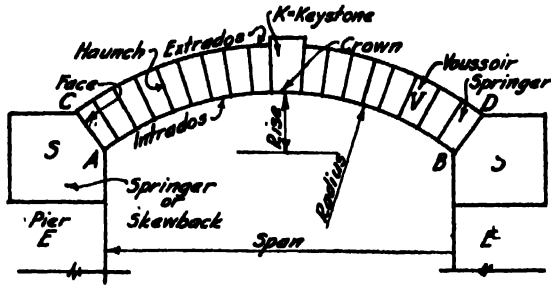 K=Keystone
Extrados
Haunch
Crown
Face
Voussoir
Springer
C
F
V
D
Intrados
S
A
Rise
Radius
B
S
Springer
or
Skewback
Pier
E
Span